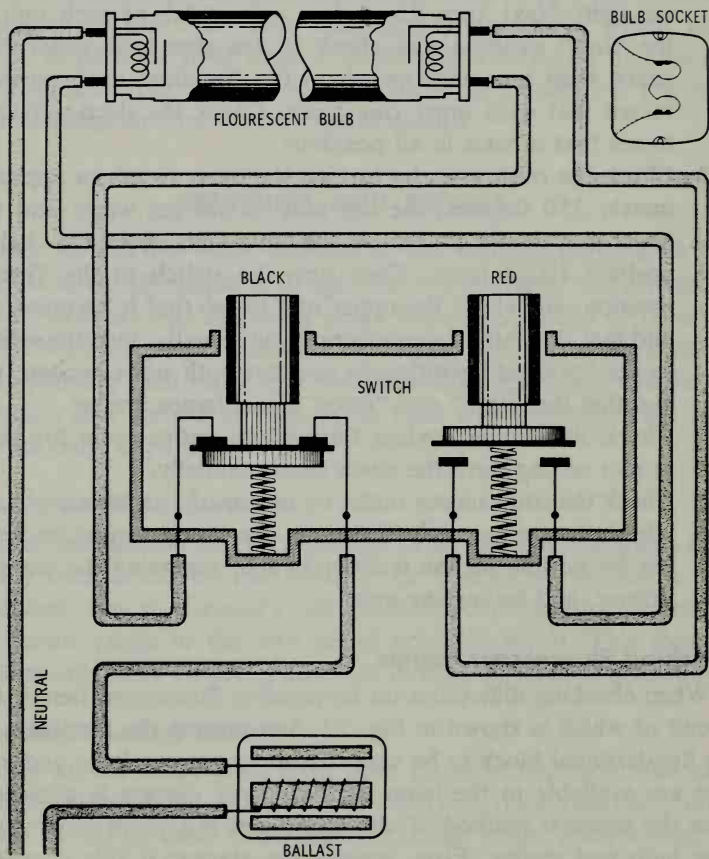 BULB SOCKET
FLOURESCENT BULB
BLACK
RED
SWITCH
NEUTRAL
BALLAST